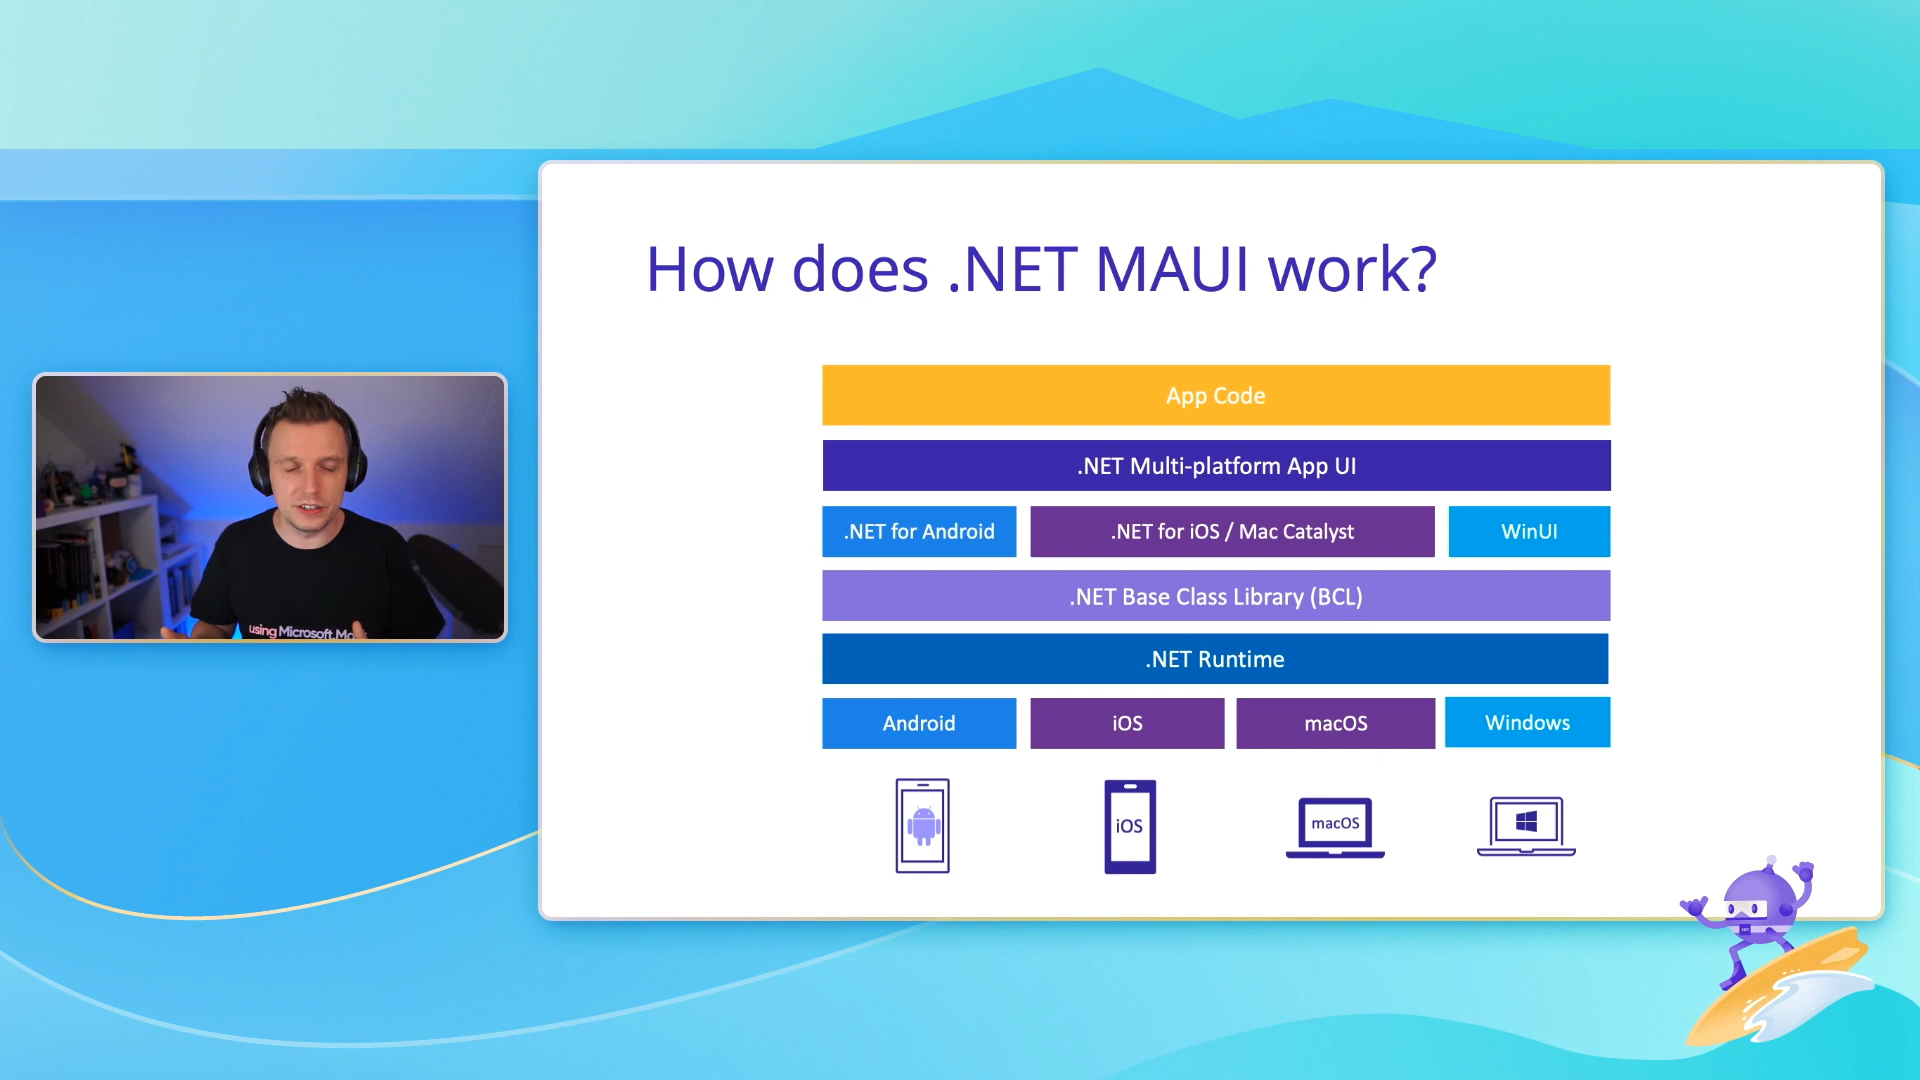 How does .NET MAUI work?
App Code
.NET Multi-platform App UI
.NET for Android
.NET for iOS / Mac Catalyst
WinUI
.NET Base Class Library (BCL)
.NET Runtime
Android
iOS
macOS
Windows
iOS
macOS
using Microsoft.Ma
.NET